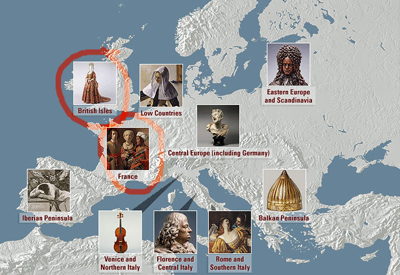 Eastern Europe
and Scandinavia
British Isles
Low Countries
Central Europe (including Germany)
France
Iberian Peninsula
Balkan Peninsula
Venice and
Northern Italy
Florence and
Central Italy
Rome and
Southern Italy